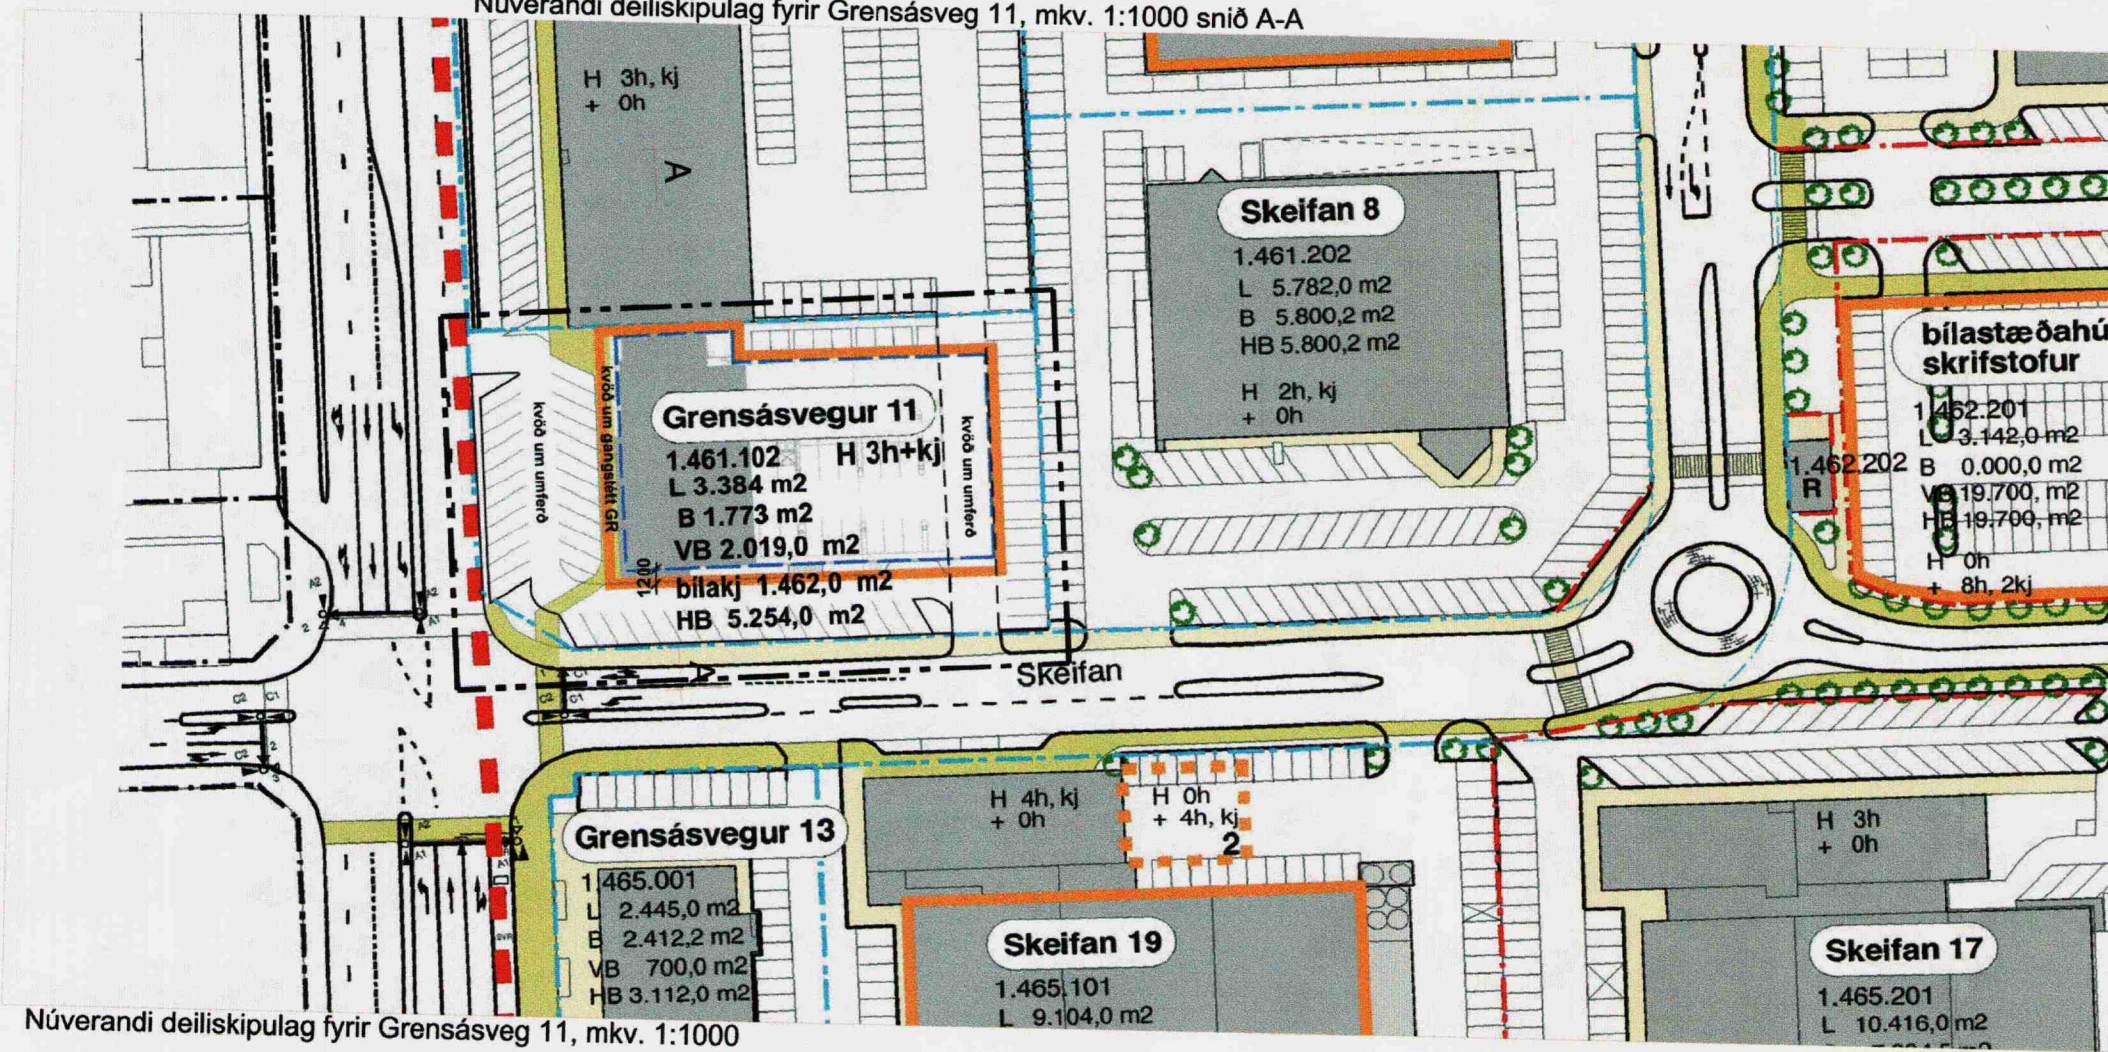 Núverandi deiliskipulag fyrir Grensásveg 11, mkv. 1:1000 snið A-A
H 3h, kj
+ 0h
A
Skeifan 8
1.461.202
L 5.782,0 m2
B 5.800,2 m2
HB 5.800,2 m2
H 2h, kj
+ 0h
Grensásvegur 11
1.461.102
H 3h+kj
L 3.384 m2
B 1.773 m2
VB 2.019,0 m2
bílakj 1.462,0 m2
HB 5.254,0 m2
kvöð um umferð
kvöð um gangstétt GR
kvöð um umferð
1200
bílastæðahú
skrifstofur
1.462.201
L 3.142,0 m2
B 0.000,0 m2
VB 19.700, m2
HB 19.700, m2
H 0h
+ 8h, 2kj
1.462.202
R
A
Skeifan
Grensásvegur 13
1.465.001
L 2.445,0 m2
B 2.412,2 m2
VB 700,0 m2
HB 3.112,0 m2
H 4h, kj
+ 0h
H 0h
+ 4h, kj
2
Skeifan 19
1.465.101
L 9.104,0 m2
H 3h
+ 0h
Skeifan 17
1.465.201
L 10.416,0 m2
Núverandi deiliskipulag fyrir Grensásveg 11, mkv. 1:1000